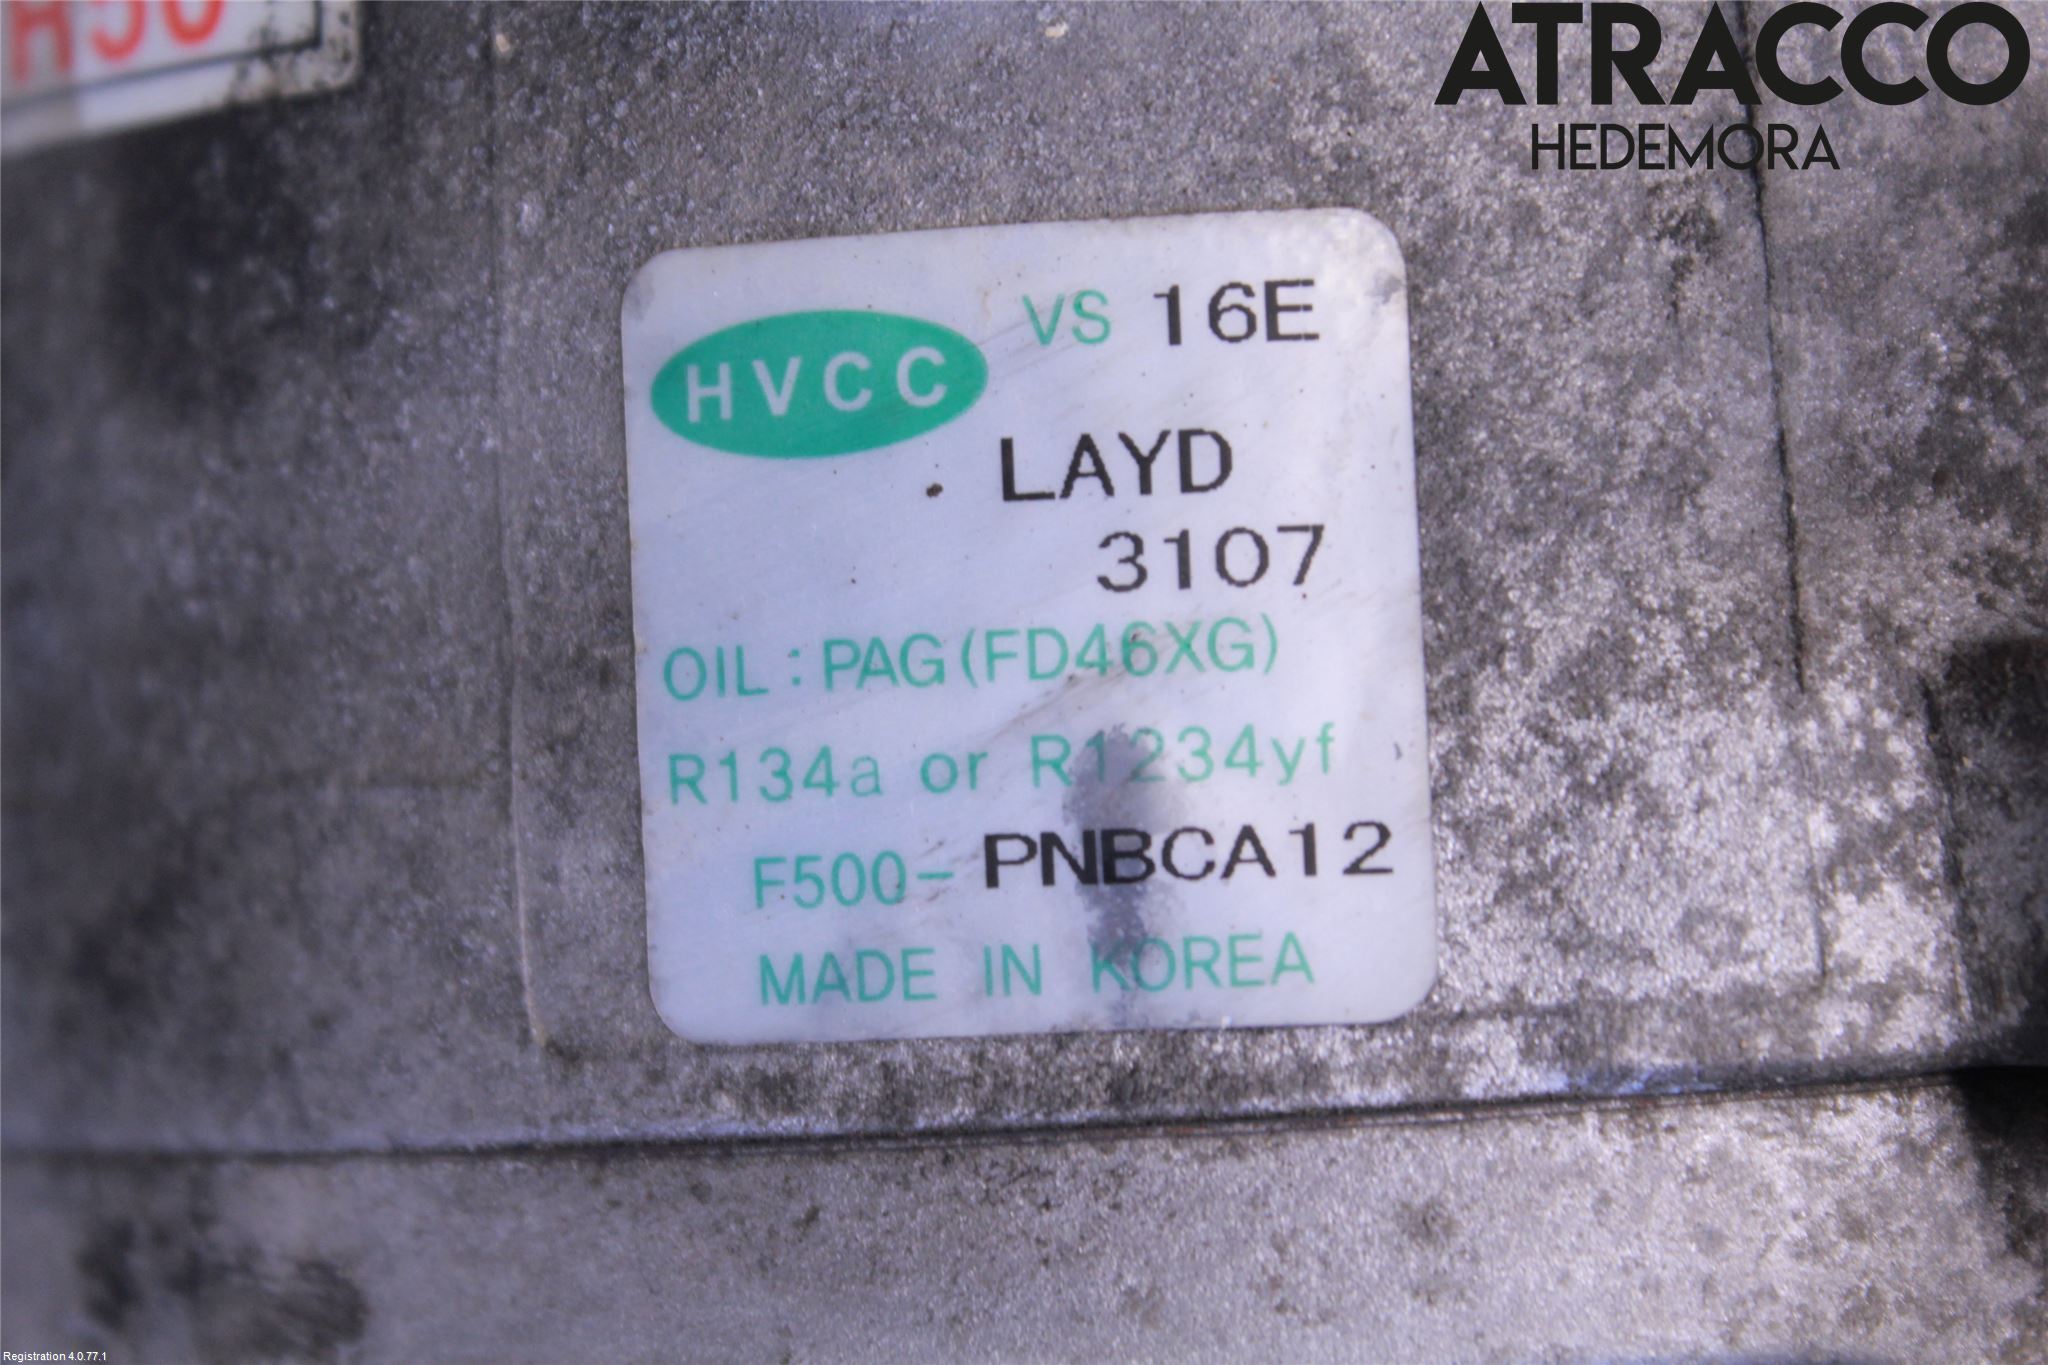 ATRACCO
HEDEMORA
HVCC VS 16E
LAYD
3107
OIL : PAG (FD46XG)
R134a or R1234yf
F500-PNBCA12
MADE IN KOREA
Registration 4.0.77.1